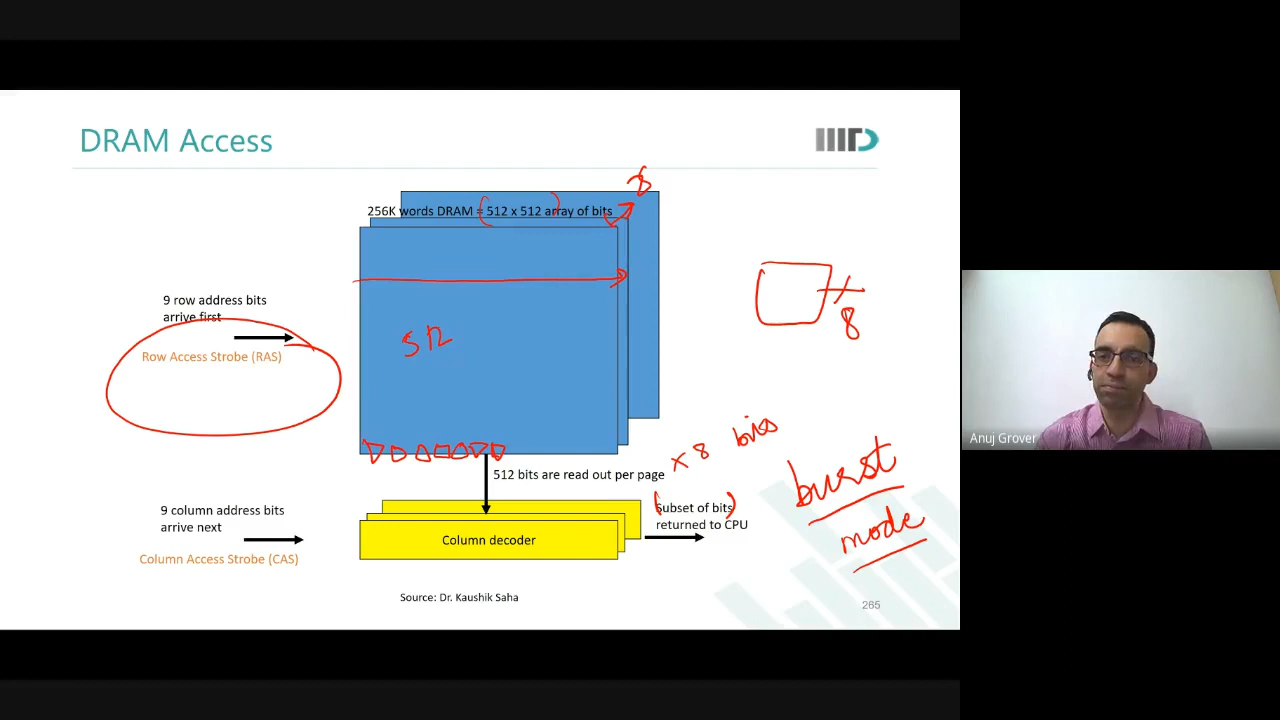 DRAM Access
IIITD
8
256K words DRAM = (512 x 512) array of bits
9 row address bits
arrive first
Row Access Strobe (RAS)
512
8
512 bits are read out per page
x 8 bits
9 column address bits
arrive next
Column Access Strobe (CAS)
Column decoder
(Subset of bits)
returned to CPU
burst
mode
Source: Dr. Kaushik Saha
265
Anuj Grover